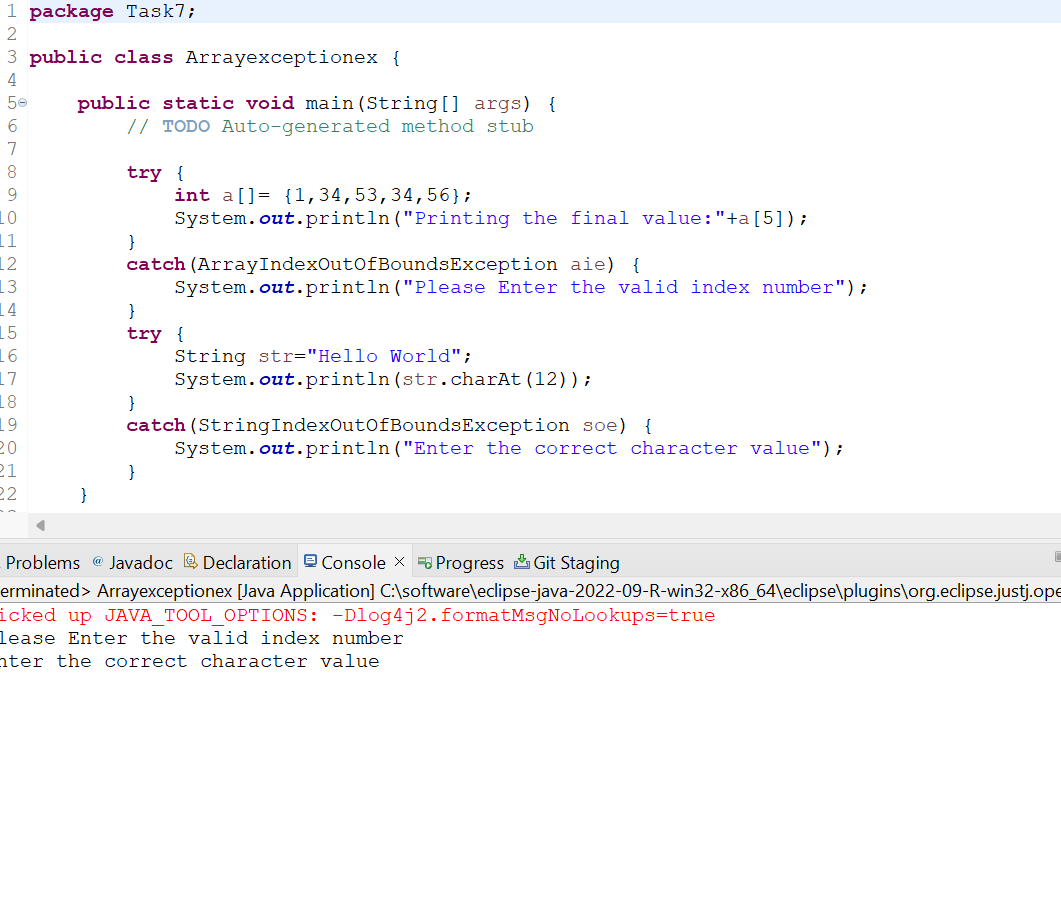 1 package Task7;
2
3 public class Arrayexceptionex {
4
5 public static void main(String[] args) {
6 // TODO Auto-generated method stub
7
8 try {
9 int a[]= {1,34,53,34,56};
10 System.out.println("Printing the final value:"+a[5]);
11 }
12 catch(ArrayIndexOutOfBoundsException aie) {
13 System.out.println("Please Enter the valid index number");
14 }
15 try {
16 String str="Hello World";
17 System.out.println(str.charAt(12));
18 }
19 catch(StringIndexOutOfBoundsException soe) {
20 System.out.println("Enter the correct character value");
21 }
22 }
Problems @ Javadoc Declaration Console × Progress Git Staging
erminated> Arrayexceptionex [Java Application] C:\software\eclipse-java-2022-09-R-win32-x86_64\eclipse\plugins\org.eclipse.justj.ope
icked up JAVA_TOOL_OPTIONS: -Dlog4j2.formatMsgNoLookups=true
lease Enter the valid index number
nter the correct character value